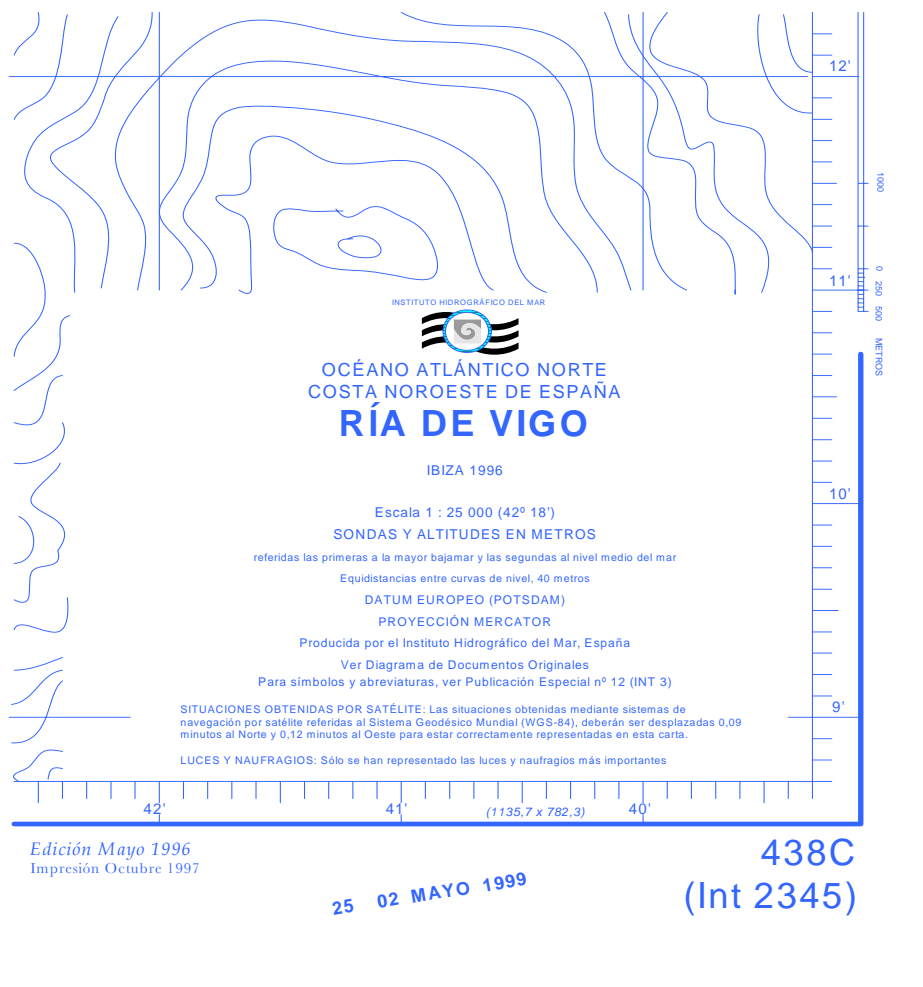 12'
1000
11'
0 250 500 METROS
INSTITUTO HIDROGRÁFICO DEL MAR
OCÉANO ATLÁNTICO NORTE
COSTA NOROESTE DE ESPAÑA
RÍA DE VIGO
IBIZA 1996
10'
Escala 1 : 25 000 (42º 18')
SONDAS Y ALTITUDES EN METROS
referidas las primeras a la mayor bajamar y las segundas al nivel medio del mar
Equidistancias entre curvas de nivel, 40 metros
DATUM EUROPEO (POTSDAM)
PROYECCIÓN MERCATOR
Producida por el Instituto Hidrográfico del Mar, España
Ver Diagrama de Documentos Originales
Para símbolos y abreviaturas, ver Publicación Especial nº 12 (INT 3)
9'
SITUACIONES OBTENIDAS POR SATÉLITE: Las situaciones obtenidas mediante sistemas de
navegación por satélite referidas al Sistema Geodésico Mundial (WGS-84), deberán ser desplazadas 0,09
minutos al Norte y 0,12 minutos al Oeste para estar correctamente representadas en esta carta.
LUCES Y NAUFRAGIOS: Sólo se han representado las luces y naufragios más importantes
42' 41' (1135,7 x 782,3) 40'
Edición Mayo 1996
Impresión Octubre 1997
25 02 MAYO 1999
438C
(Int 2345)